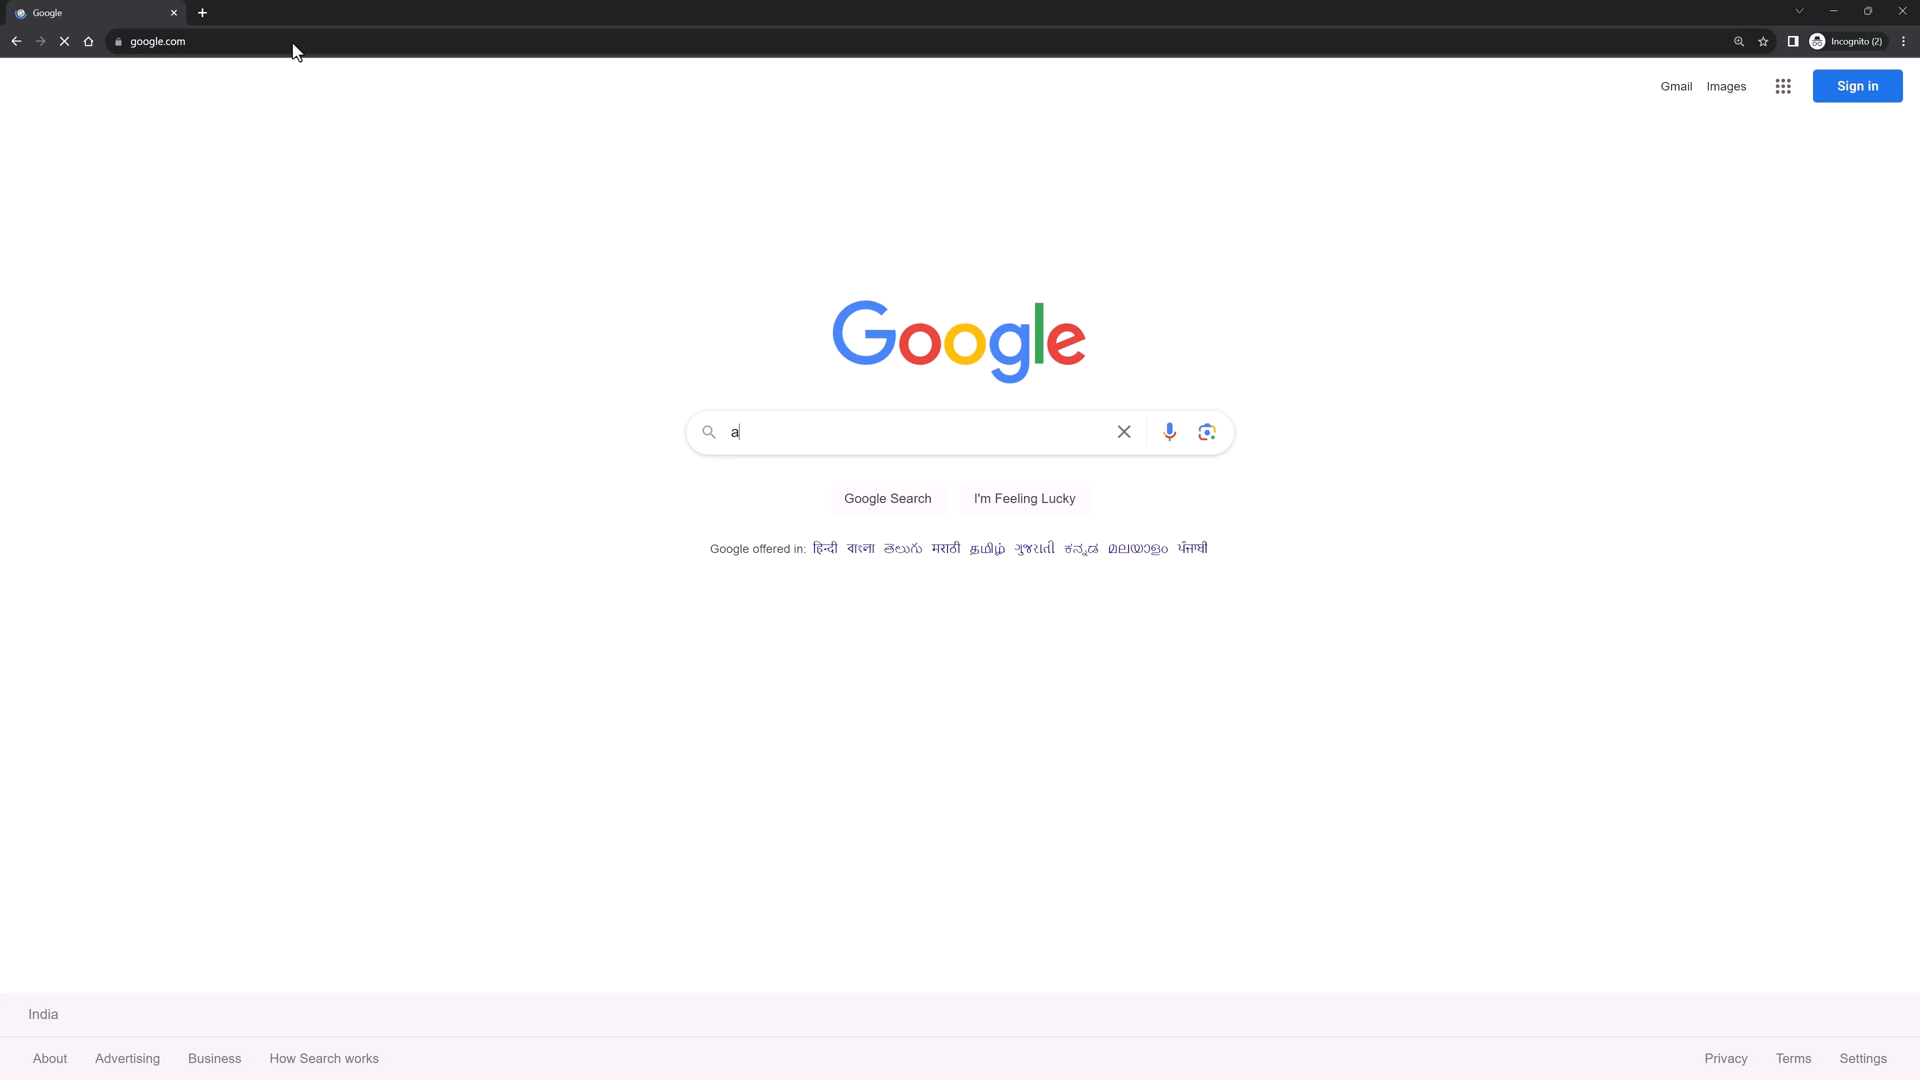 Google
google.com
Incognito (2)
Gmail Images Sign in
Google
a
Google Search I'm Feeling Lucky
Google offered in: हिन्दी বাংলা తెలుగు मराठी தமிழ் ગુજરાતી ಕನ್ನಡ മലയാളം ਪੰਜਾਬੀ
India
About Advertising Business How Search works Privacy Terms Settings